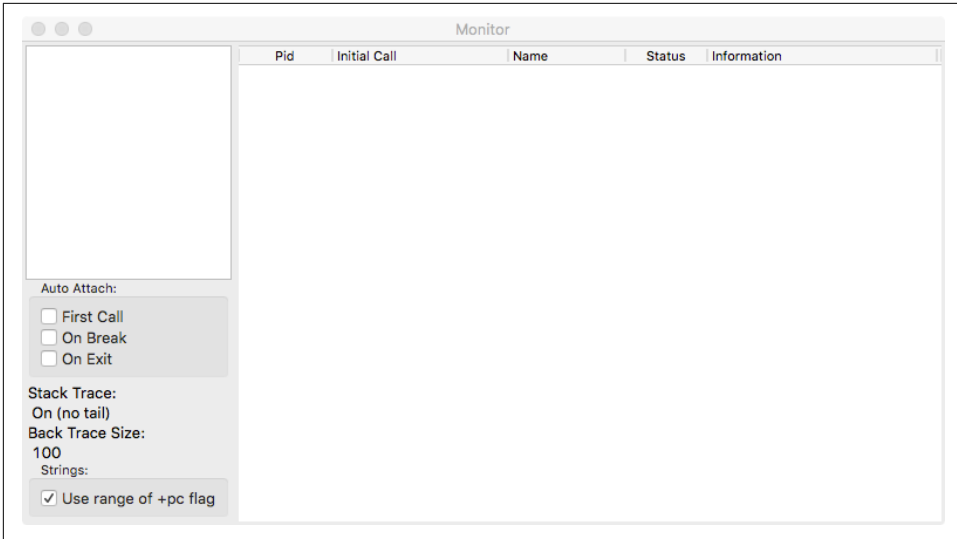 Monitor
Pid Initial Call Name Status Information
Auto Attach:
First Call
On Break
On Exit
Stack Trace:
On (no tail)
Back Trace Size:
100
Strings:
Use range of +pc flag